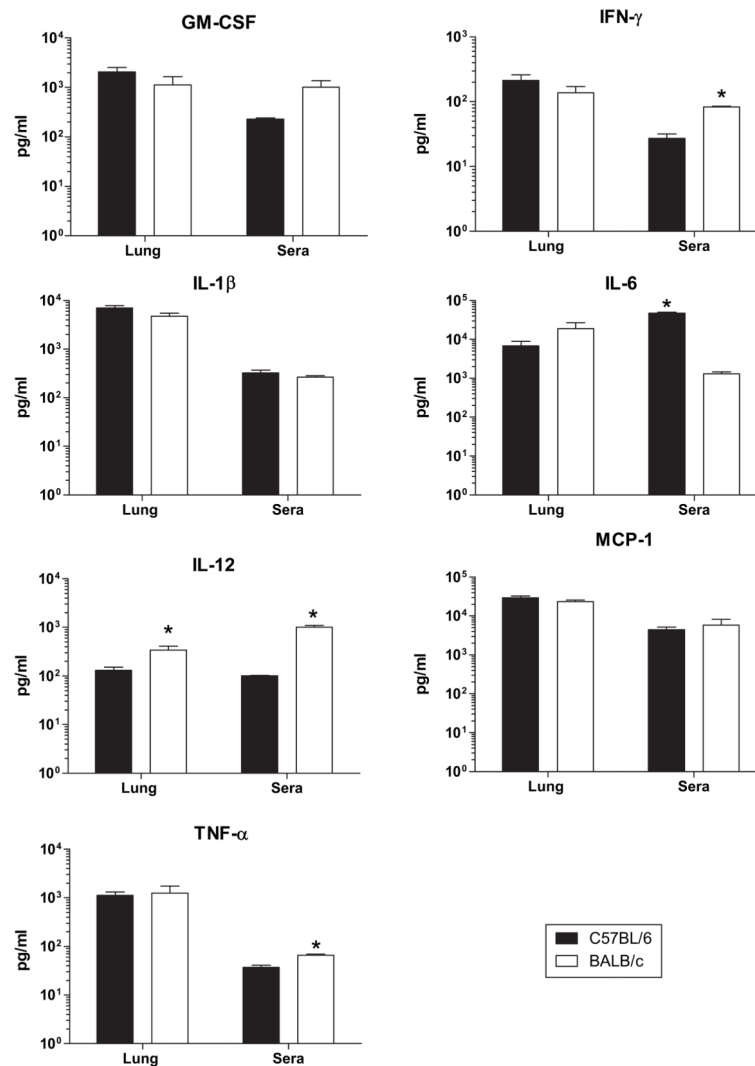 GM-CSF
pg/ml
10⁴
10³
10²
10¹
10⁰
Lung Sera
IFN-γ
pg/ml
10³
10²
10¹
10⁰
*
Lung Sera
IL-1β
pg/ml
10⁴
10³
10²
10¹
10⁰
Lung Sera
IL-6
pg/ml
10⁵
10⁴
10³
10²
10¹
10⁰
*
Lung Sera
IL-12
pg/ml
10⁴
10³
10²
10¹
10⁰
* *
Lung Sera
MCP-1
pg/ml
10⁵
10⁴
10³
10²
10¹
10⁰
Lung Sera
TNF-α
pg/ml
10⁴
10³
10²
10¹
10⁰
*
Lung Sera
C57BL/6
BALB/c